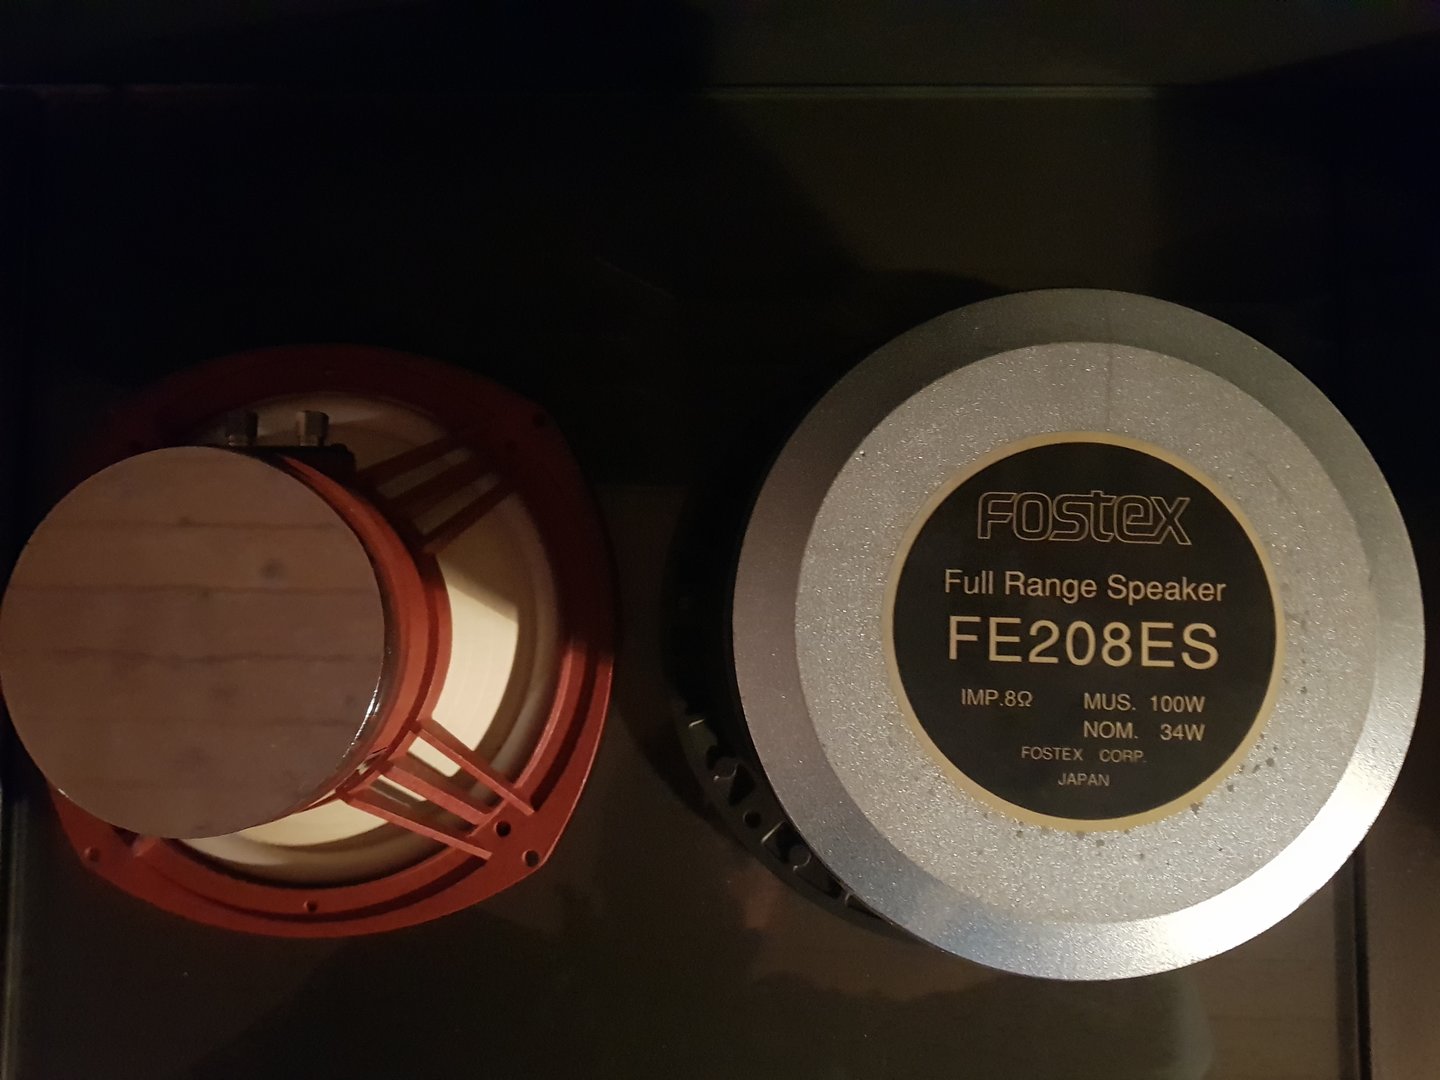 FOSTEX
Full Range Speaker
FE208ES
IMP.8Ω MUS. 100W
NOM. 34W
FOSTEX CORP.
JAPAN